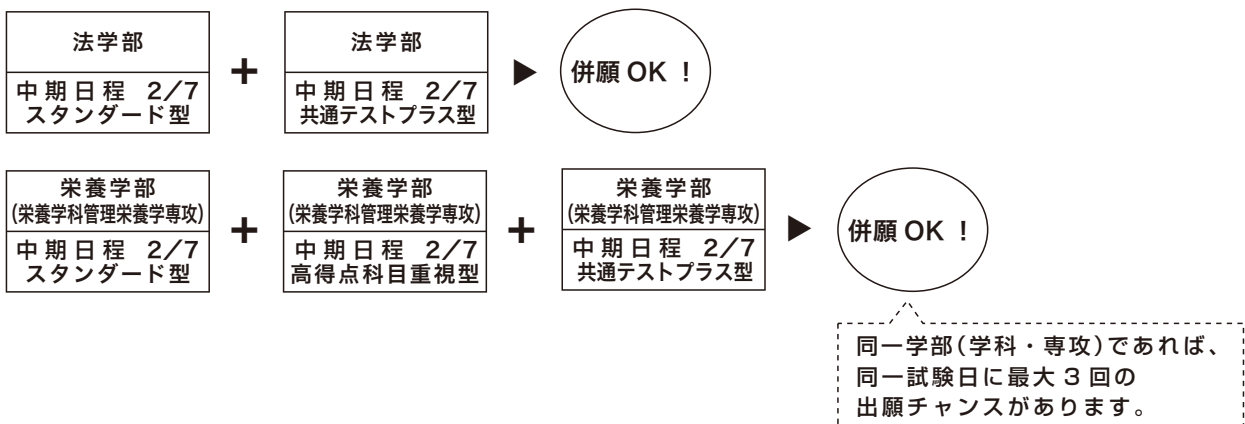 法学部
中期日程 2/7
スタンダード型
+
法学部
中期日程 2/7
共通テストプラス型
▶
併願 OK !
栄養学部
(栄養学科管理栄養学専攻)
中期日程 2/7
スタンダード型
+
栄養学部
(栄養学科管理栄養学専攻)
中期日程 2/7
高得点科目重視型
+
栄養学部
(栄養学科管理栄養学専攻)
中期日程 2/7
共通テストプラス型
▶
併願 OK !
同一学部(学科・専攻)であれば、
同一試験日に最大 3 回の
出願チャンスがあります。